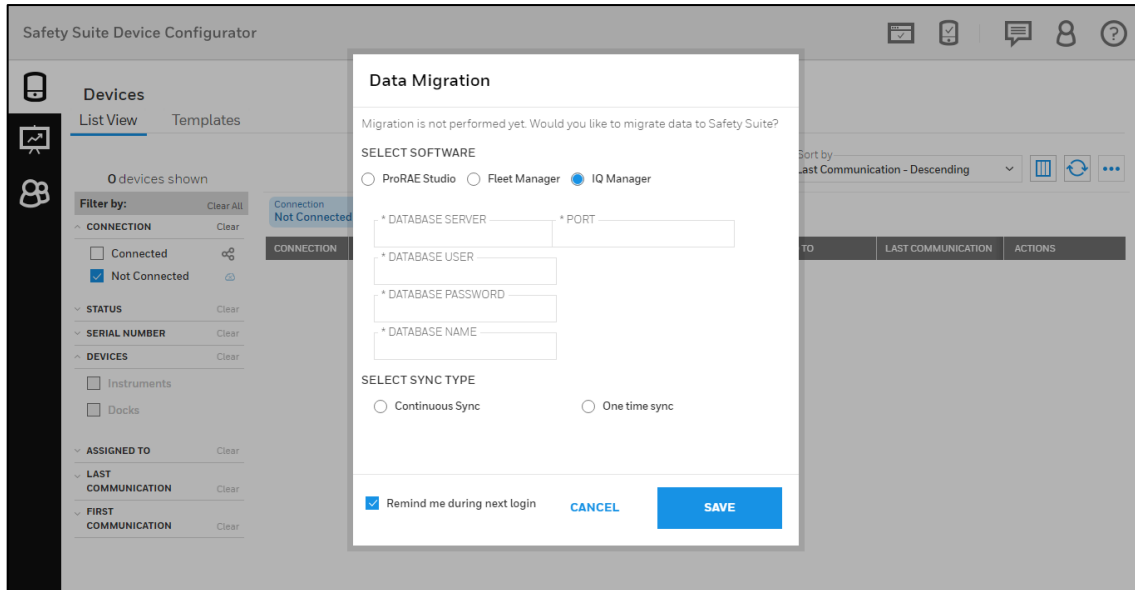 Safety Suite Device Configurator
Devices
List View Templates
0 devices shown
Filter by: Clear All
CONNECTION Clear
Connected
Not Connected
STATUS Clear
SERIAL NUMBER Clear
DEVICES Clear
Instruments
Docks
ASSIGNED TO Clear
LAST
COMMUNICATION Clear
FIRST
COMMUNICATION Clear
Connection
Not Connected
Sort by
Last Communication - Descending
CONNECTION TO LAST COMMUNICATION ACTIONS
Data Migration
Migration is not performed yet. Would you like to migrate data to Safety Suite?
SELECT SOFTWARE
ProRAE Studio Fleet Manager IQ Manager
* DATABASE SERVER * PORT
* DATABASE USER
* DATABASE PASSWORD
* DATABASE NAME
SELECT SYNC TYPE
Continuous Sync One time sync
Remind me during next login CANCEL SAVE